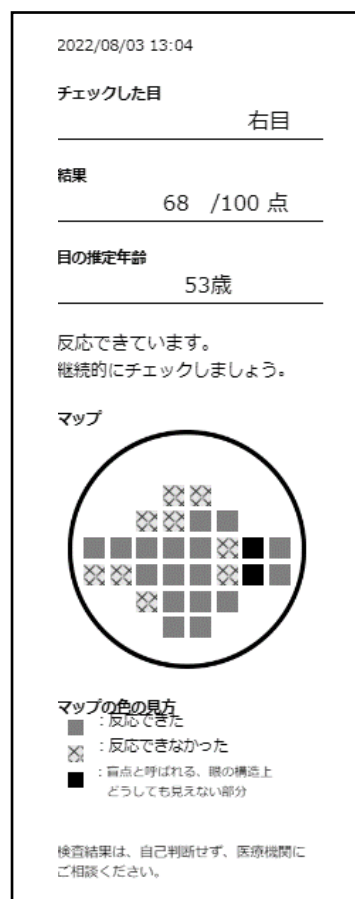 2022/08/03 13:04
チェックした目
右目
結果
68 /100 点
目の推定年齢
53歳
反応できています。
継続的にチェックしましょう。
マップ
マップの色の見方
：反応できた
：反応できなかった
：盲点と呼ばれる、眼の構造上
どうしても見えない部分
検査結果は、自己判断せず、医療機関に
ご相談ください。